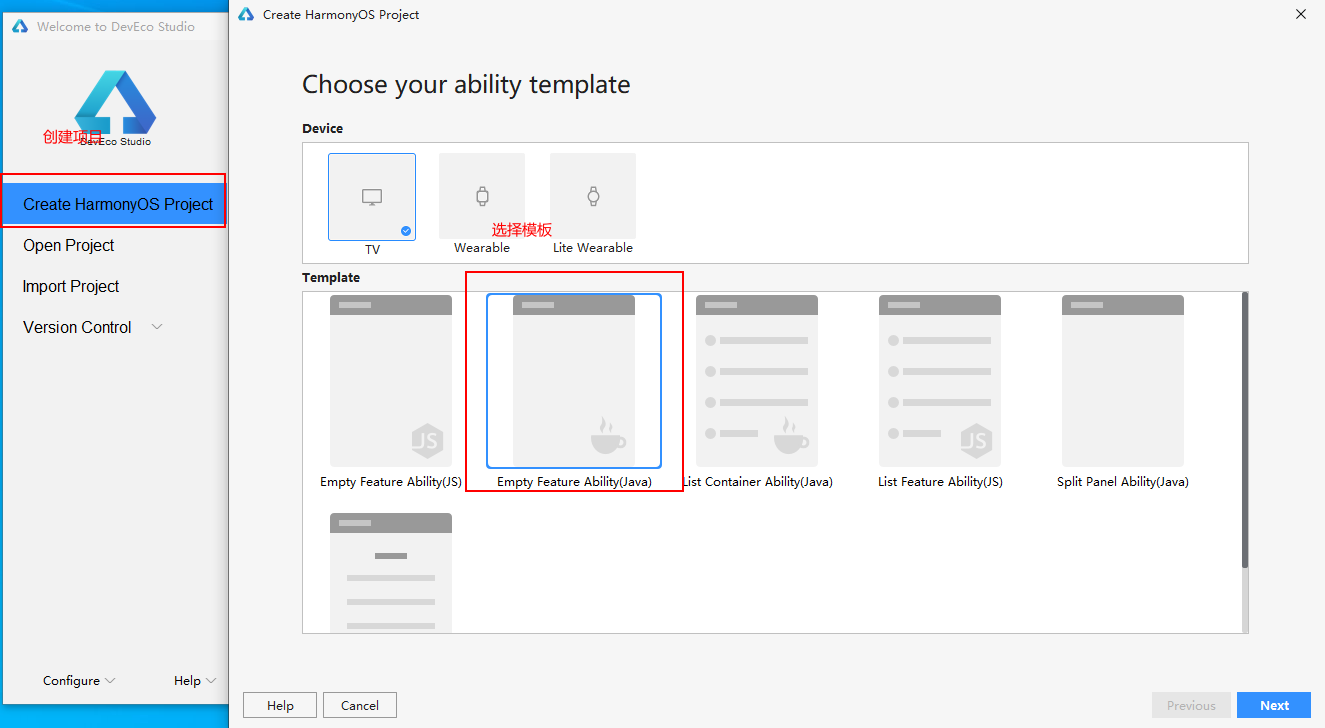 Welcome to DevEco Studio
创建项目
DevEco Studio
Create HarmonyOS Project
Open Project
Import Project
Version Control
Configure
Help
Create HarmonyOS Project
Choose your ability template
Device
TV
选择模板
Wearable
Lite Wearable
Template
JS
JS
Empty Feature Ability(JS)
Empty Feature Ability(Java)
List Container Ability(Java)
List Feature Ability(JS)
Split Panel Ability(Java)
Help
Cancel
Previous
Next